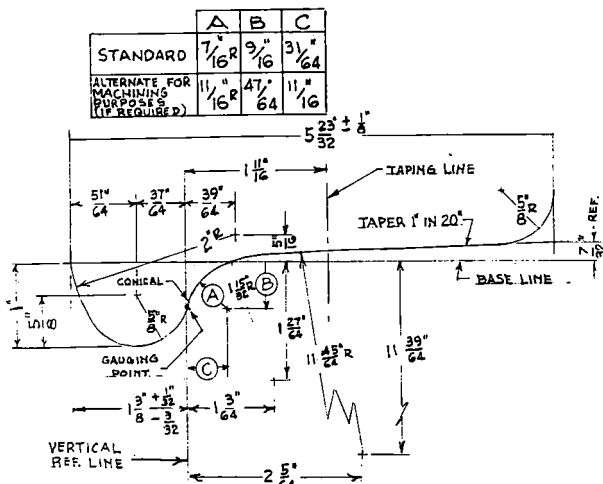 A B C
STANDARD 7/16"R 9/16" 31/64"
ALTERNATE FOR
MACHINING
PURPOSES
(IF REQUIRED) 11/16"R 47/64" 11/16"
5 23/32" ± 1/8"
1 11/16"
TAPING LINE
51/64" 37/64" 39/64"
2"R
5/16"
5/8"R
TAPER 1" IN 20"
REF.
BASE LINE
1"
5/8"
CONICAL
A
1 15/32"R
B
5/8"R
GAUGING
POINT
C
1 27/64"
11 45/64"R
11 39/64"
1 3/8" + 1/32" - 3/32"
1 3/64"
VERTICAL
REF. LINE
2 5/64"